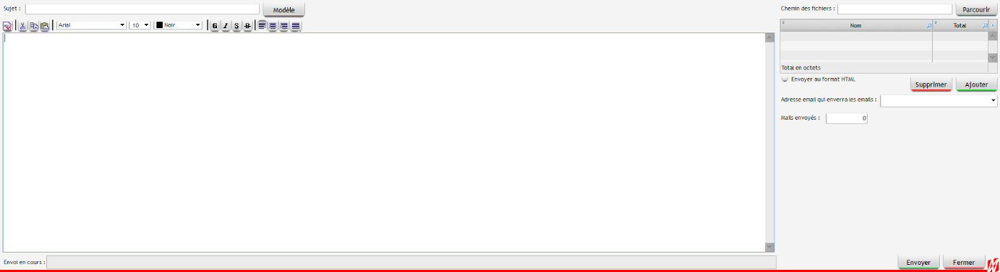 Sujet :
Modèle
Chemin des fichiers :
Parcourir
Arial
10
Noir
G I S B
Nom
Total
Total en octets
Envoyer au format HTML
Supprimer
Ajouter
Adresse email qui enverra les emails :
Mails envoyés :
0
Envoi en cours :
Envoyer
Fermer